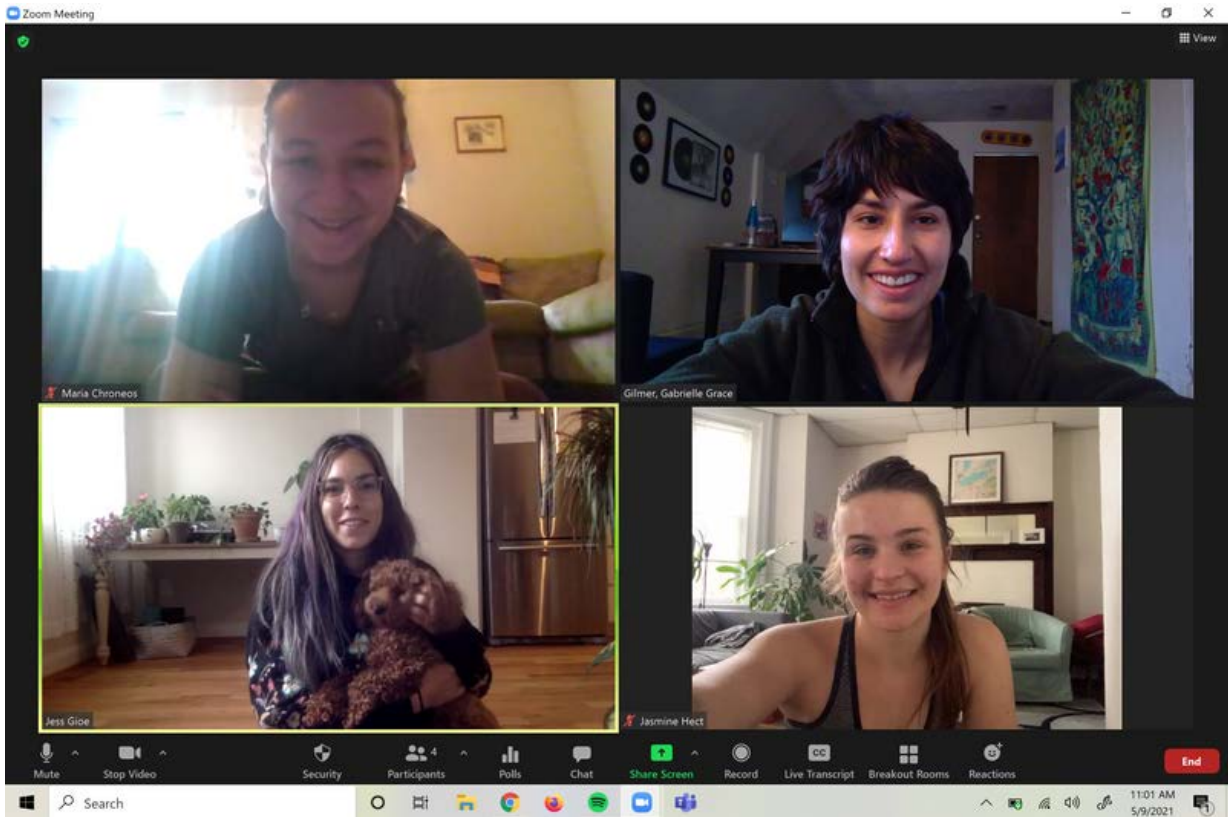 Zoom Meeting
View
Maria Chroneos
Gilmer, Gabrielle Grace
Jess Gioe
Jasmine Hect
Mute
Stop Video
Security
4
Participants
Polls
Chat
Share Screen
Record
CC
Live Transcript
Breakout Rooms
Reactions
End
Search
11:01 AM
5/9/2021
1